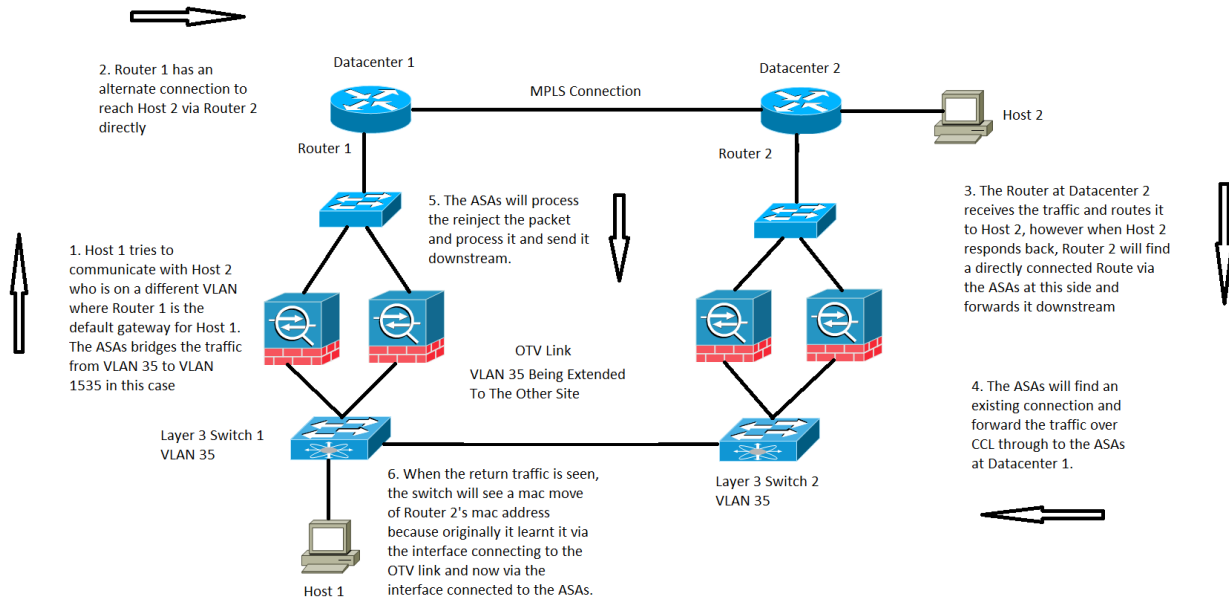 Datacenter 1
Datacenter 2
2. Router 1 has an
alternate connection to
reach Host 2 via Router 2
directly
MPLS Connection
Host 2
Router 1
Router 2
5. The ASAs will process
the reinject the packet
and process it and send it
downstream.
3. The Router at Datacenter 2
receives the traffic and routes it
to Host 2, however when Host 2
responds back, Router 2 will find
a directly connected Route via
the ASAs at this side and
forwards it downstream
1. Host 1 tries to
communicate with Host 2
who is on a different VLAN
where Router 1 is the
default gateway for Host 1.
The ASAs bridges the traffic
from VLAN 35 to VLAN
1535 in this case
OTV Link
VLAN 35 Being Extended
To The Other Site
4. The ASAs will find an
existing connection and
forward the traffic over
CCL through to the ASAs
at Datacenter 1.
Layer 3 Switch 1
VLAN 35
Layer 3 Switch 2
VLAN 35
6. When the return traffic is seen,
the switch will see a mac move
of Router 2's mac address
because originally it learnt it via
the interface connecting to the
OTV link and now via the
interface connected to the ASAs.
Host 1